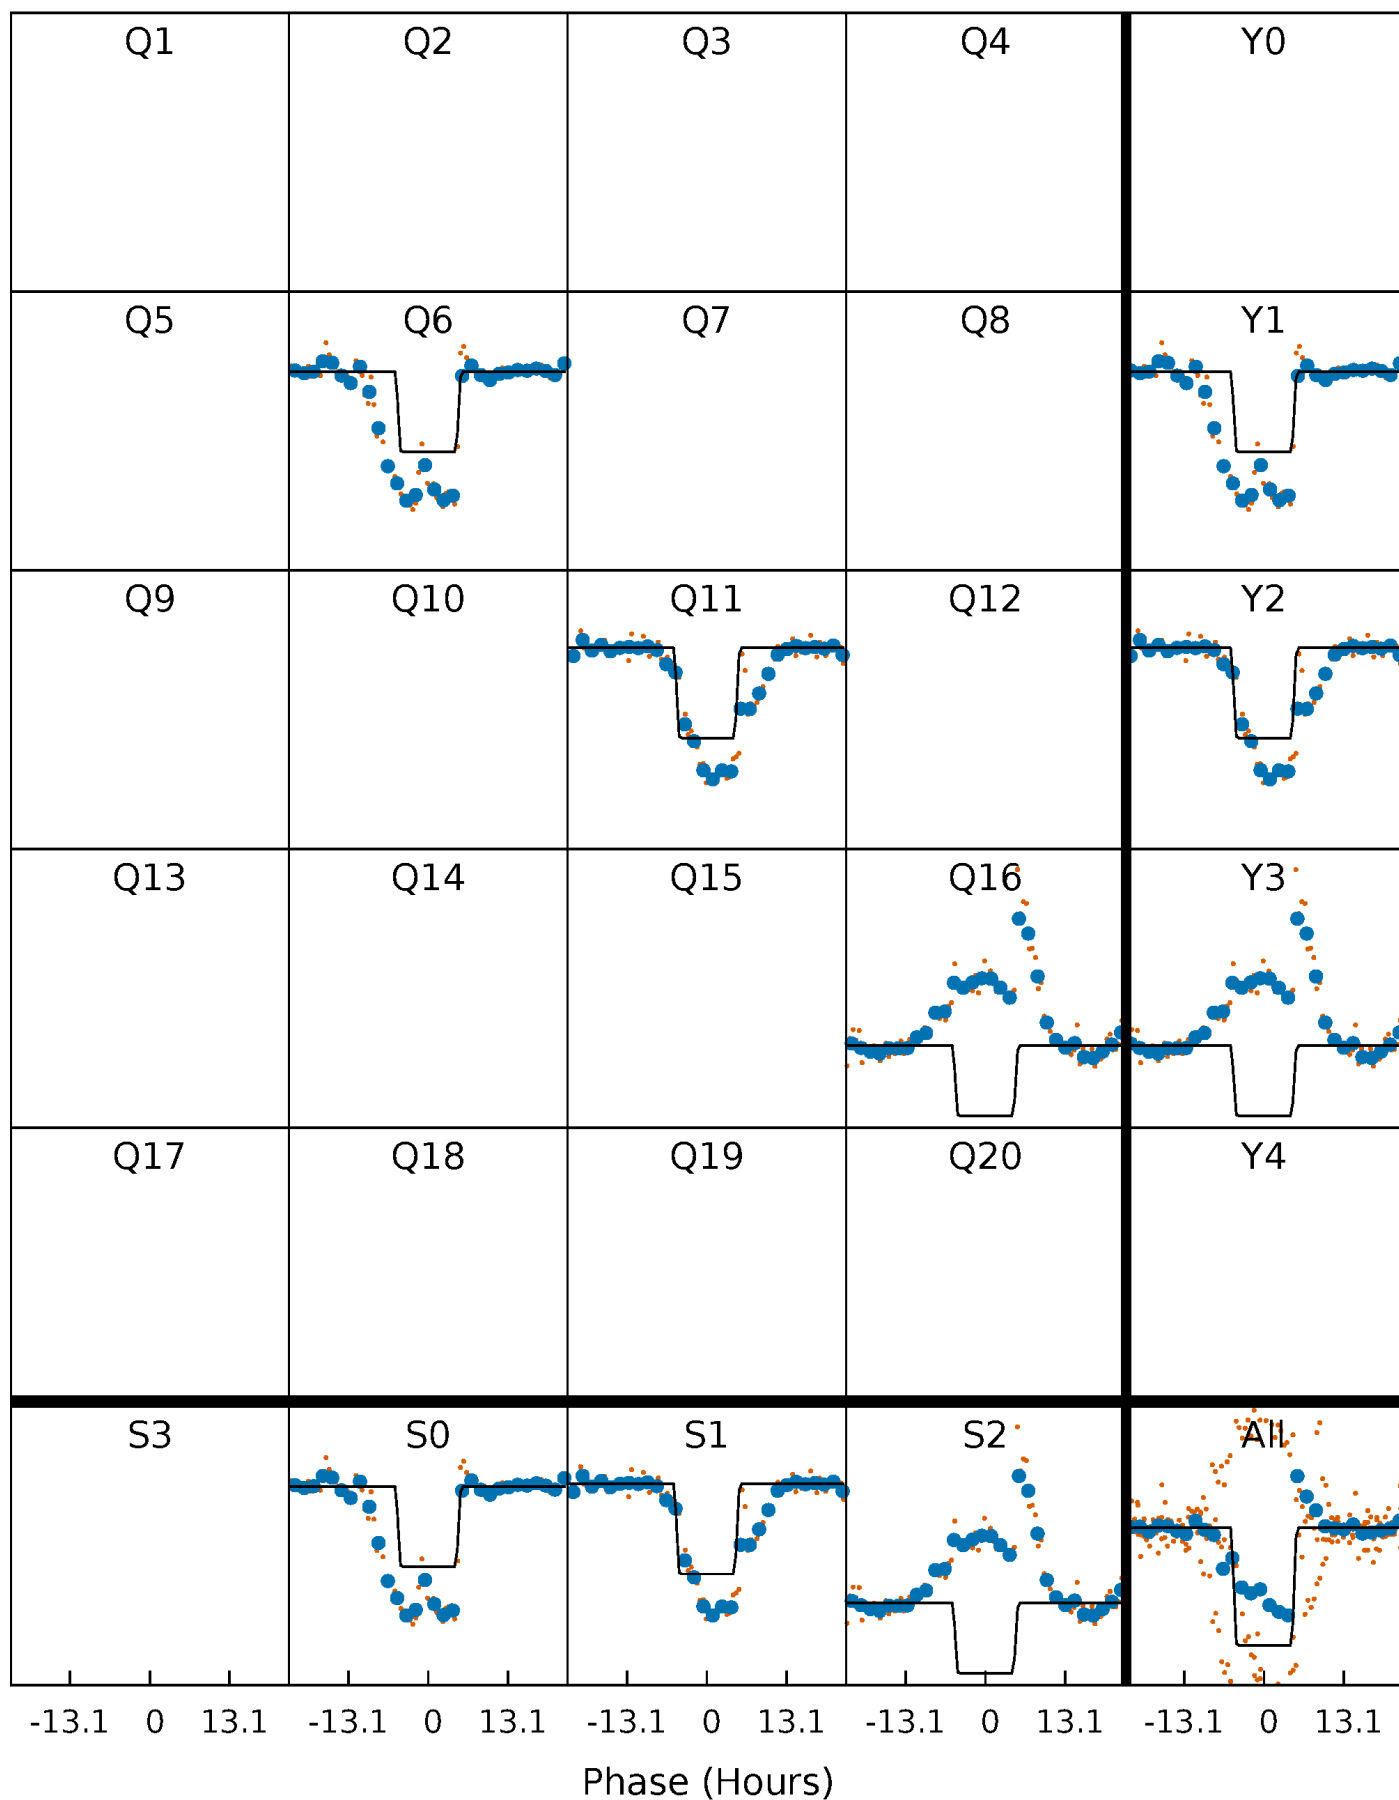 Q1 Q2 Q3 Q4 Y0
Q5 Q6 Q7 Q8 Y1
Q9 Q10 Q11 Q12 Y2
Q13 Q14 Q15 Q16 Y3
Q17 Q18 Q19 Q20 Y4
S3 S0 S1 S2 All
-13.1 0 13.1 -13.1 0 13.1 -13.1 0 13.1 -13.1 0 13.1 -13.1 0 13.1
Phase (Hours)